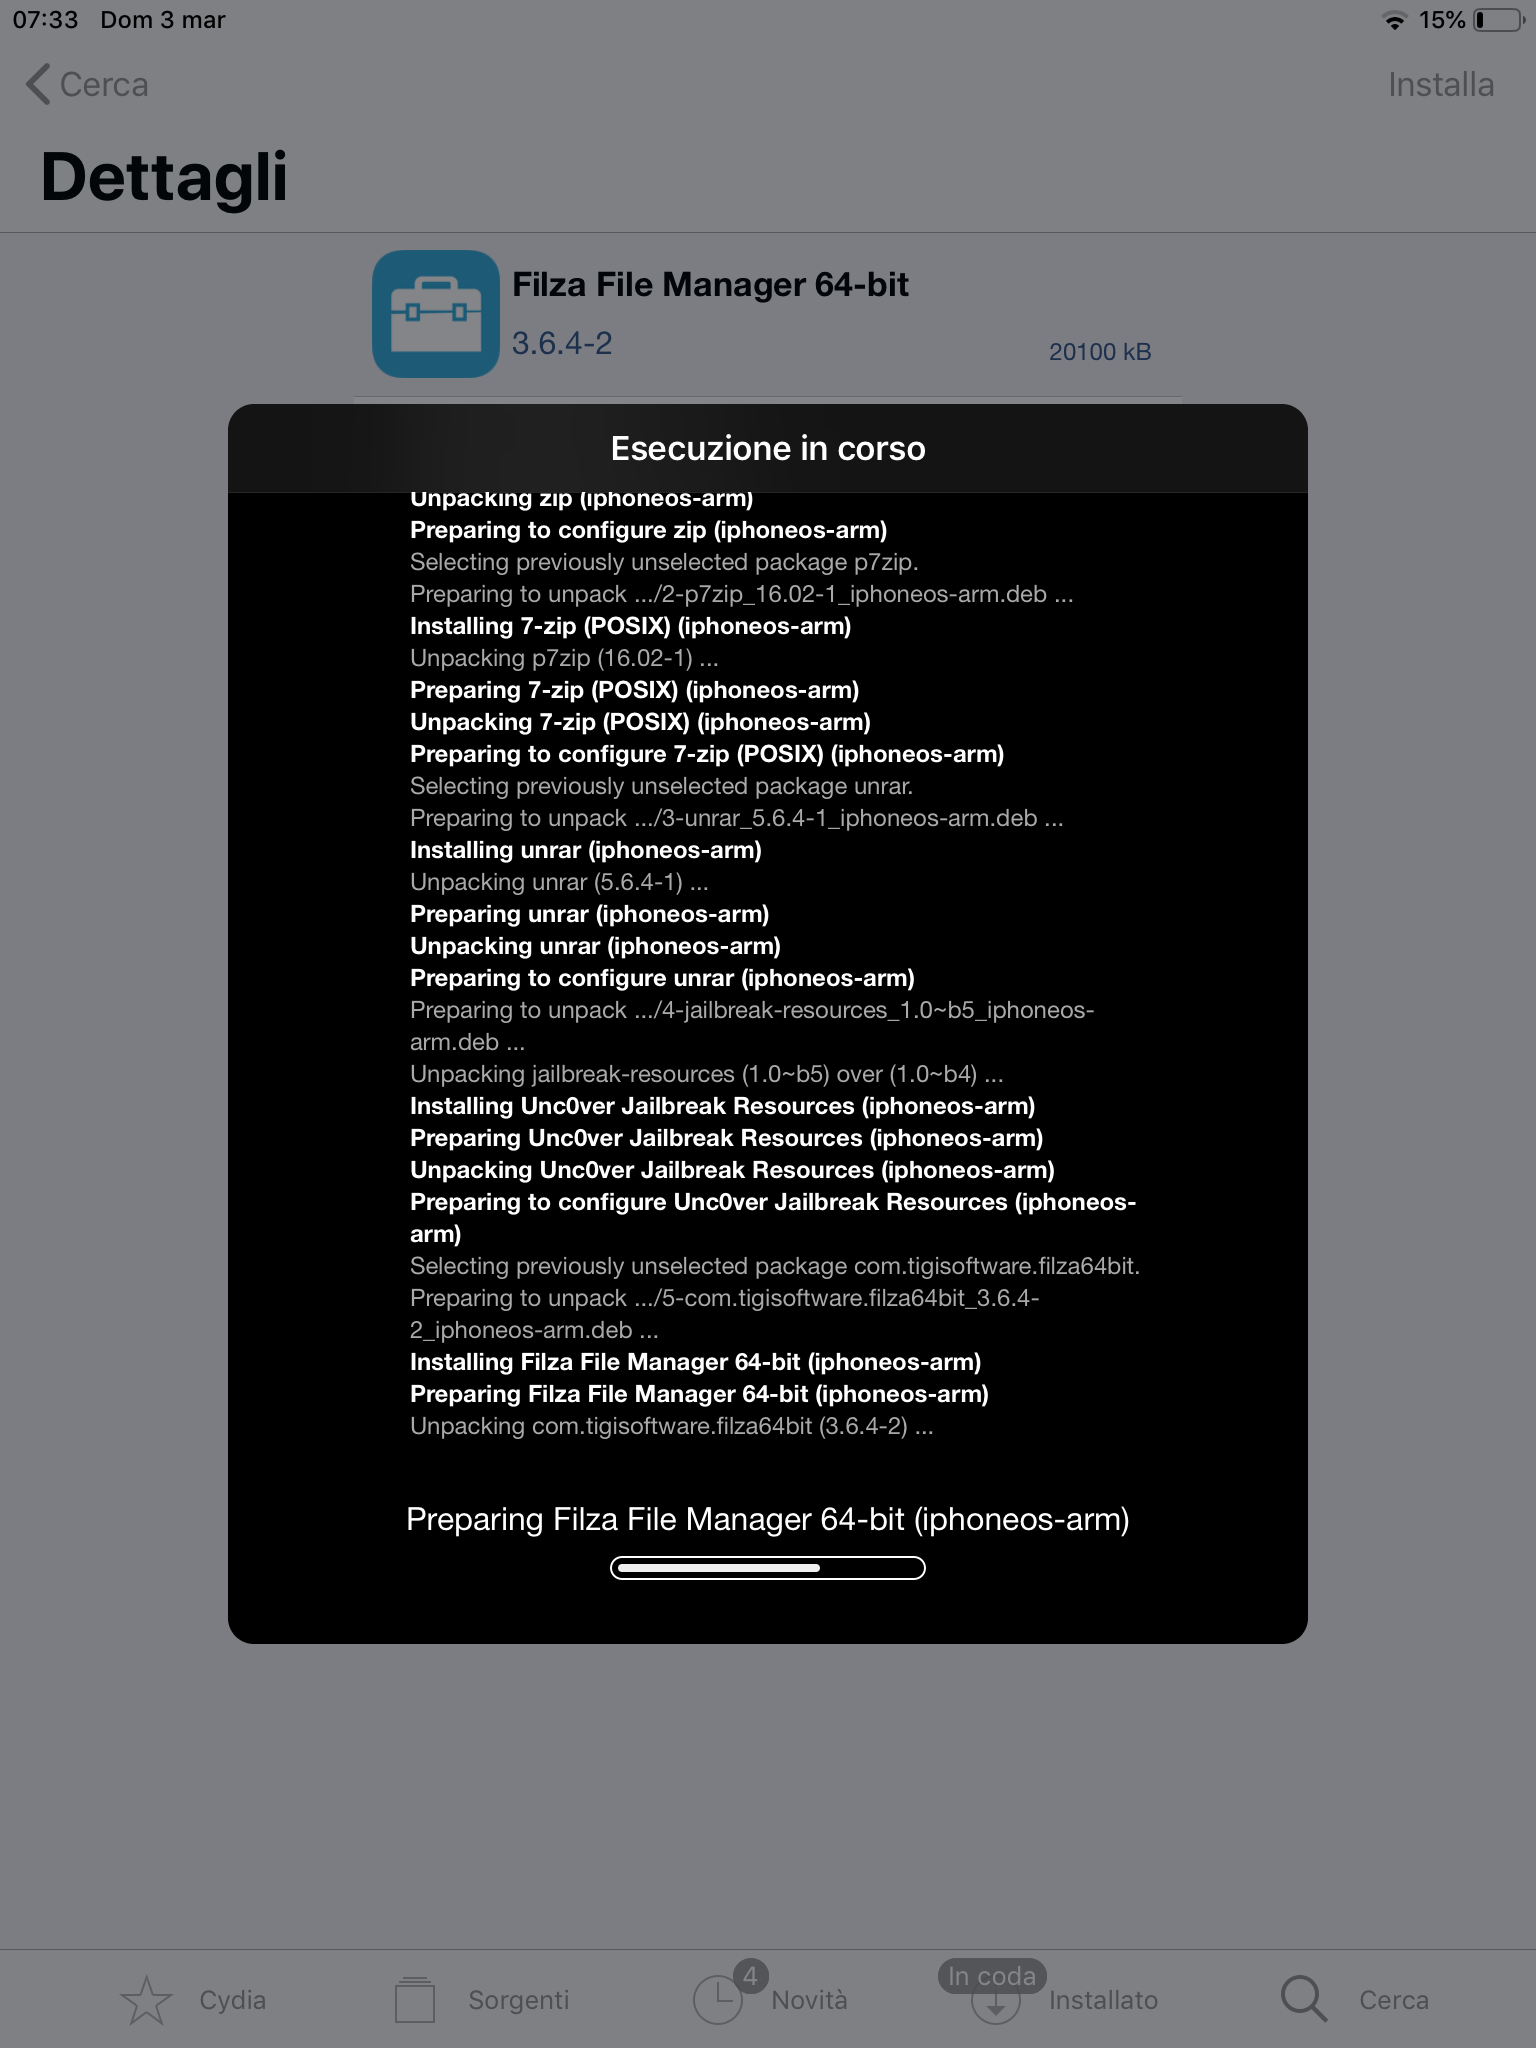 07:33 Dom 3 mar 15%
Cerca Installa
Dettagli
Filza File Manager 64-bit
3.6.4-2
20100 kB
Esecuzione in corso
Unpacking zip (iphoneos-arm)
Preparing to configure zip (iphoneos-arm)
Selecting previously unselected package p7zip.
Preparing to unpack .../2-p7zip_16.02-1_iphoneos-arm.deb ...
Installing 7-zip (POSIX) (iphoneos-arm)
Unpacking p7zip (16.02-1) ...
Preparing 7-zip (POSIX) (iphoneos-arm)
Unpacking 7-zip (POSIX) (iphoneos-arm)
Preparing to configure 7-zip (POSIX) (iphoneos-arm)
Selecting previously unselected package unrar.
Preparing to unpack .../3-unrar_5.6.4-1_iphoneos-arm.deb ...
Installing unrar (iphoneos-arm)
Unpacking unrar (5.6.4-1) ...
Preparing unrar (iphoneos-arm)
Unpacking unrar (iphoneos-arm)
Preparing to configure unrar (iphoneos-arm)
Preparing to unpack .../4-jailbreak-resources_1.0~b5_iphoneos-
arm.deb ...
Unpacking jailbreak-resources (1.0~b5) over (1.0~b4) ...
Installing Unc0ver Jailbreak Resources (iphoneos-arm)
Preparing Unc0ver Jailbreak Resources (iphoneos-arm)
Unpacking Unc0ver Jailbreak Resources (iphoneos-arm)
Preparing to configure Unc0ver Jailbreak Resources (iphoneos-
arm)
Selecting previously unselected package com.tigisoftware.filza64bit.
Preparing to unpack .../5-com.tigisoftware.filza64bit_3.6.4-
2_iphoneos-arm.deb ...
Installing Filza File Manager 64-bit (iphoneos-arm)
Preparing Filza File Manager 64-bit (iphoneos-arm)
Unpacking com.tigisoftware.filza64bit (3.6.4-2) ...
Preparing Filza File Manager 64-bit (iphoneos-arm)
4 In coda
Cydia Sorgenti Novità Installato Cerca